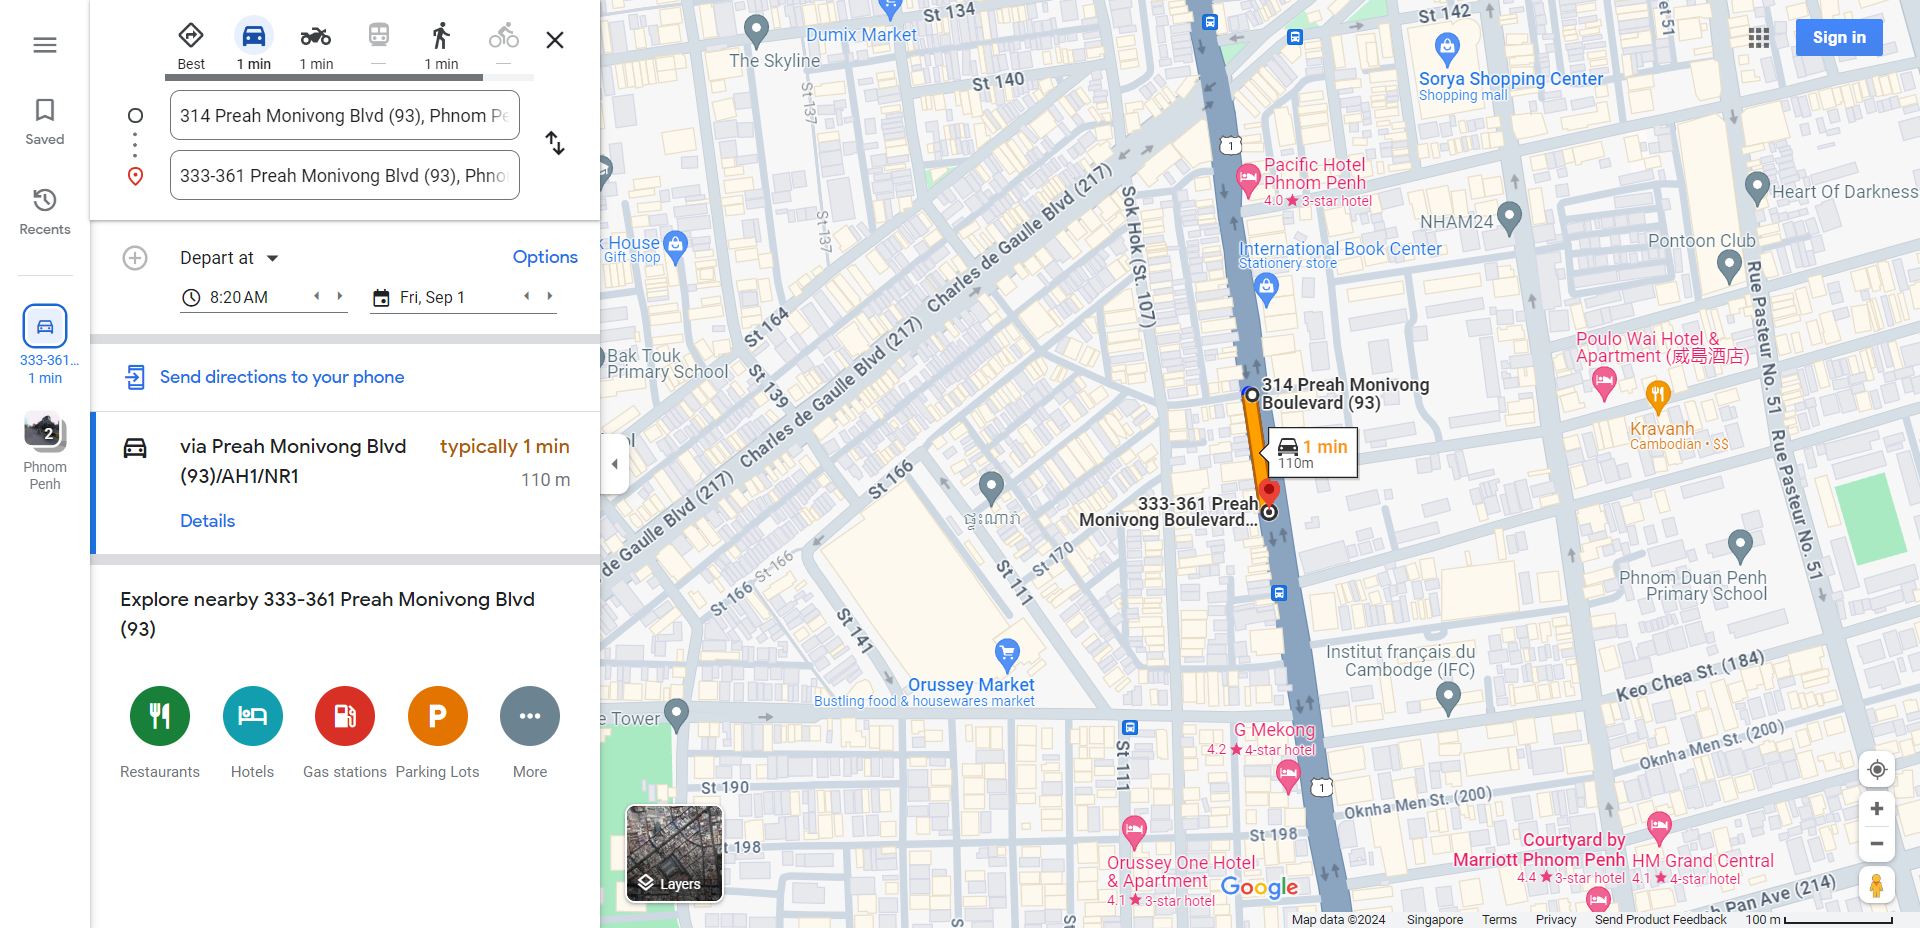 Saved
Recents
333-361...
1 min
2
Phnom
Penh
Best
1 min
1 min
—
1 min
—
314 Preah Monivong Blvd (93), Phnom Pe
333-361 Preah Monivong Blvd (93), Phno
Depart at
Options
8:20 AM
Fri, Sep 1
Send directions to your phone
via Preah Monivong Blvd
(93)/AH1/NR1
typically 1 min
110 m
Details
Explore nearby 333-361 Preah Monivong Blvd
(93)
P
Restaurants
Hotels
Gas stations
Parking Lots
More
St 134
Dumix Market
The Skyline
St 140
St 137
St 137
St 142
et 51
Sign in
Sorya Shopping Center
Shopping mall
1
Pacific Hotel
Phnom Penh
4.0★3-star hotel
Heart Of Darkness
NHAM24
Pontoon Club
k House
Gift shop
International Book Center
Stationery store
Sok Hok (St. 107)
Charles de Gaulle Blvd (217)
St 164
Charles de Gaulle Blvd (217)
de Gaulle Blvd (217)
Bak Touk
Primary School
St 139
ol
Rue Pasteur No. 51
Rue Pasteur No. 51
Poulo Wai Hotel &
Apartment (威島酒店)
Kravanh
Cambodian • $$
314 Preah Monivong
Boulevard (93)
1 min
110m
333-361 Preah
Monivong Boulevard...
St 166
ផ្ទះណារ៉ា
St 170
St 111
St 166
St 166
St 141
Phnom Duan Penh
Primary School
Institut français du
Cambodge (IFC)
Keo Chea St. (184)
Orussey Market
Bustling food & housewares market
e Tower
G Mekong
4.2★4-star hotel
St 111
Oknha Men St. (200)
Oknha Men St. (200)
1
St 190
St 198
t 198
Layers
Orussey One Hotel
& Apartment
4.1★3-star hotel
Courtyard by
Marriott Phnom Penh
4.4★3-star hotel
HM Grand Central
4.1★4-star hotel
h Pan Ave (214)
S
S
Google
Map data ©2024
Singapore
Terms
Privacy
Send Product Feedback
100 m